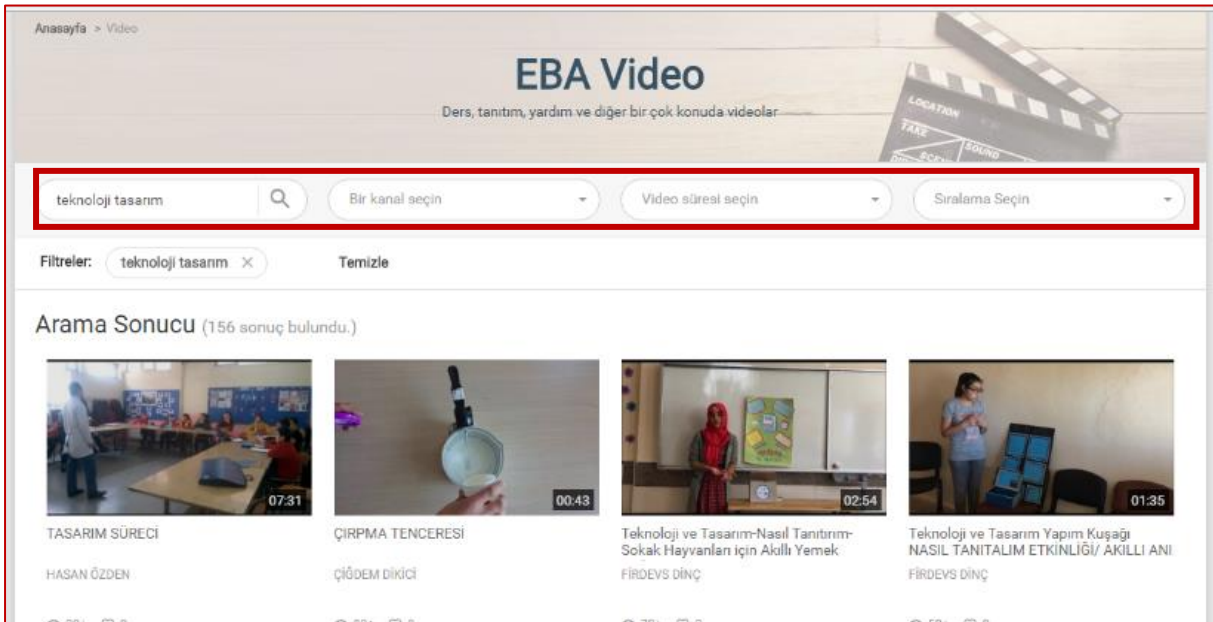 Anasayfa > Video
EBA Video
Ders, tanıtım, yardım ve diğer bir çok konuda videolar
LOCATION
TAKE
SOUND
teknoloji tasarım
Bir kanal seçin
Video süresi seçin
Sıralama Seçin
Filtreler: teknoloji tasarım × Temizle
Arama Sonucu (156 sonuç bulundu.)
07:31
00:43
02:54
01:35
TASARIM SÜRECİ
HASAN ÖZDEN
ÇIRPMA TENCERESİ
ÇİĞDEM DİKİCİ
Teknoloji ve Tasarım-Nasıl Tanıtırım-
Sokak Hayvanları için Akıllı Yemek
FİRDEVS DİNÇ
Teknoloji ve Tasarım Yapım Kuşağı
NASIL TANITALIM ETKİNLİĞİ/ AKILLI ANI
FİRDEVS DİNÇ